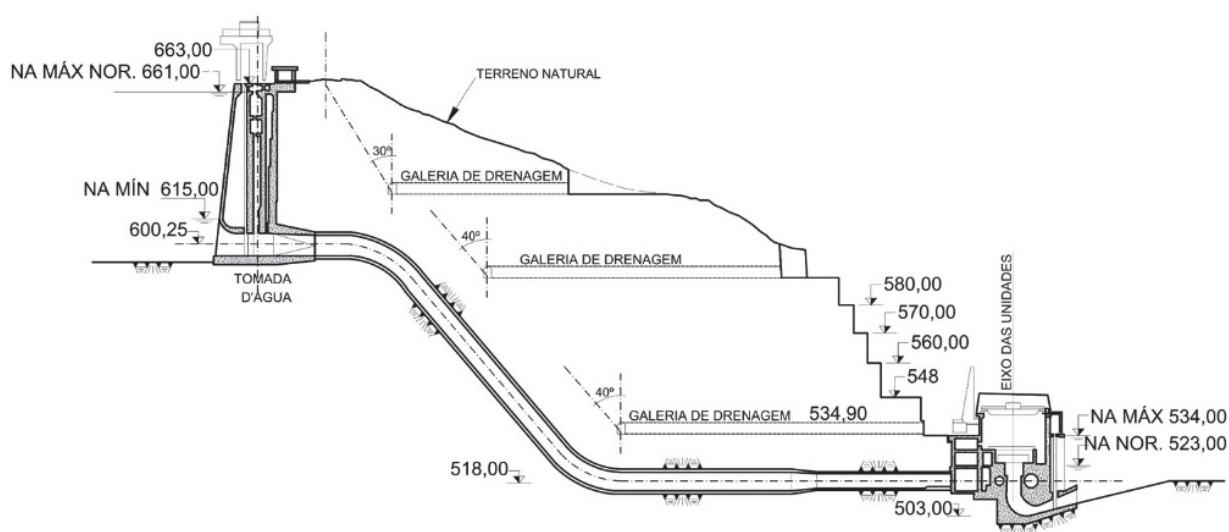 663,00
NA MÁX NOR. 661,00
TERRENO NATURAL
30º
GALERIA DE DRENAGEM
NA MÍN 615,00
600,25
40º
GALERIA DE DRENAGEM
TOMADA
D'ÁGUA
580,00
570,00
560,00
548
EIXO DAS UNIDADES
40º
GALERIA DE DRENAGEM 534,90
NA MÁX 534,00
NA NOR. 523,00
518,00
503,00